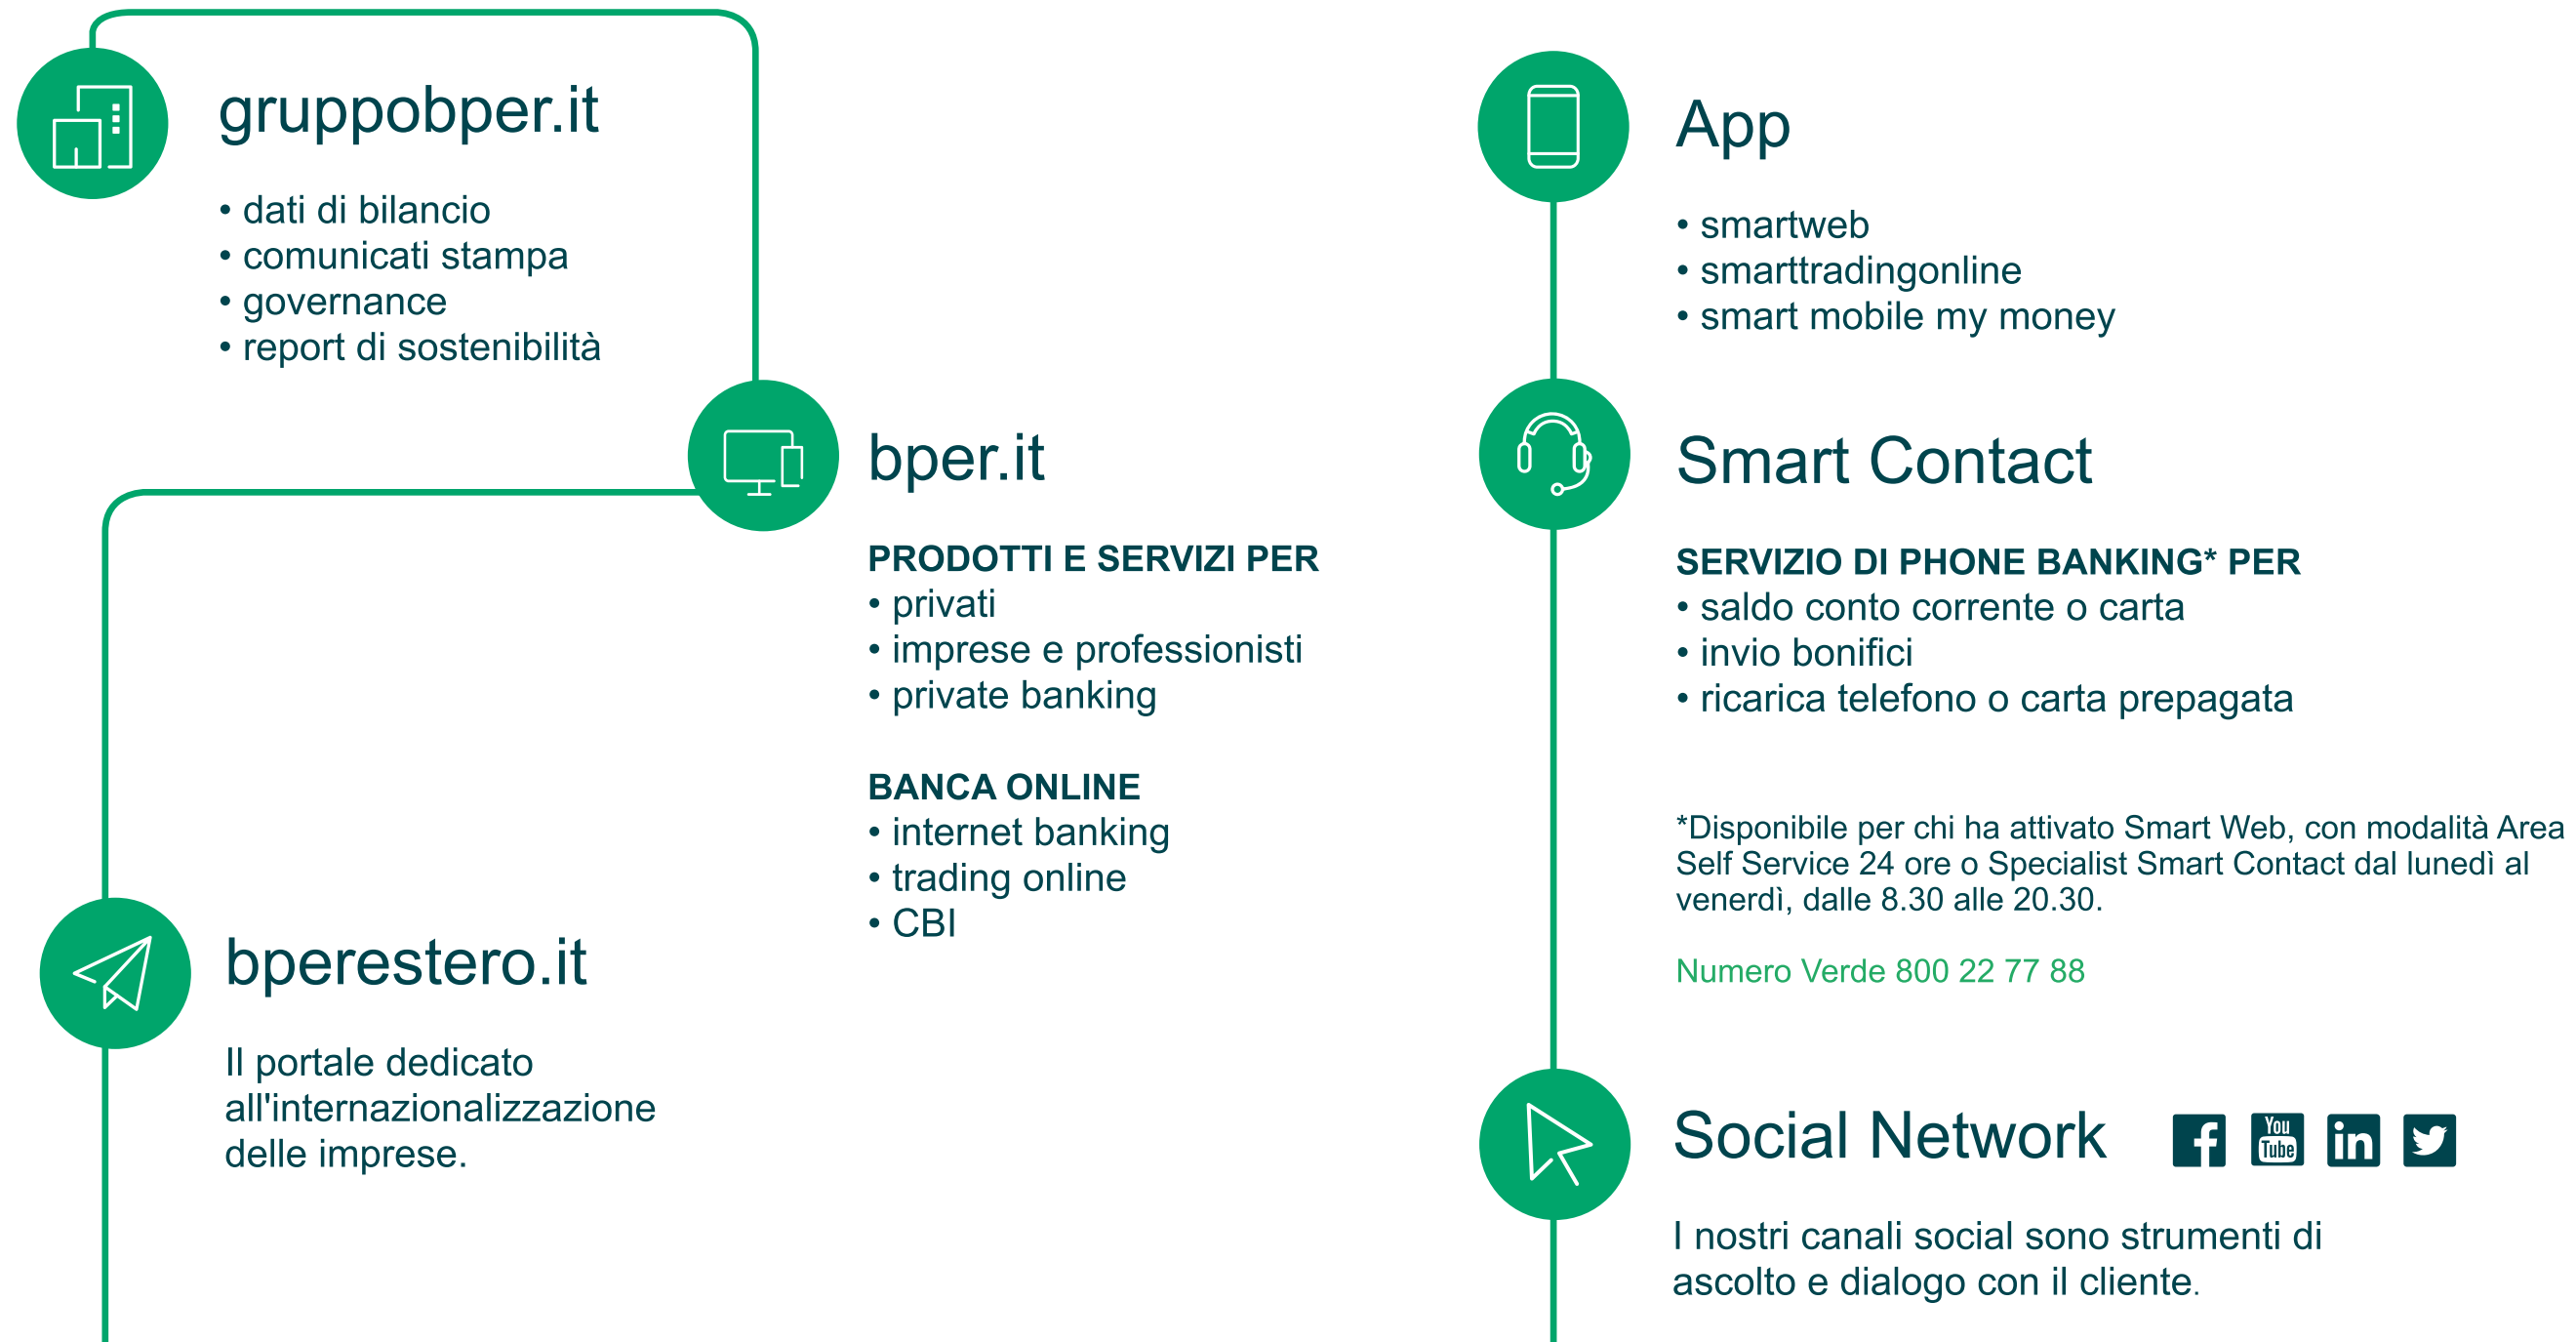 gruppobper.it
• dati di bilancio
• comunicati stampa
• governance
• report di sostenibilità
bper.it
PRODOTTI E SERVIZI PER
• privati
• imprese e professionisti
• private banking
BANCA ONLINE
• internet banking
• trading online
• CBI
bperestero.it
Il portale dedicato
all'internazionalizzazione
delle imprese.
App
• smartweb
• smarttradingonline
• smart mobile my money
Smart Contact
SERVIZIO DI PHONE BANKING* PER
• saldo conto corrente o carta
• invio bonifici
• ricarica telefono o carta prepagata
*Disponibile per chi ha attivato Smart Web, con modalità Area
Self Service 24 ore o Specialist Smart Contact dal lunedì al
venerdì, dalle 8.30 alle 20.30.
Numero Verde 800 22 77 88
Social Network f You Tube in
I nostri canali social sono strumenti di
ascolto e dialogo con il cliente.